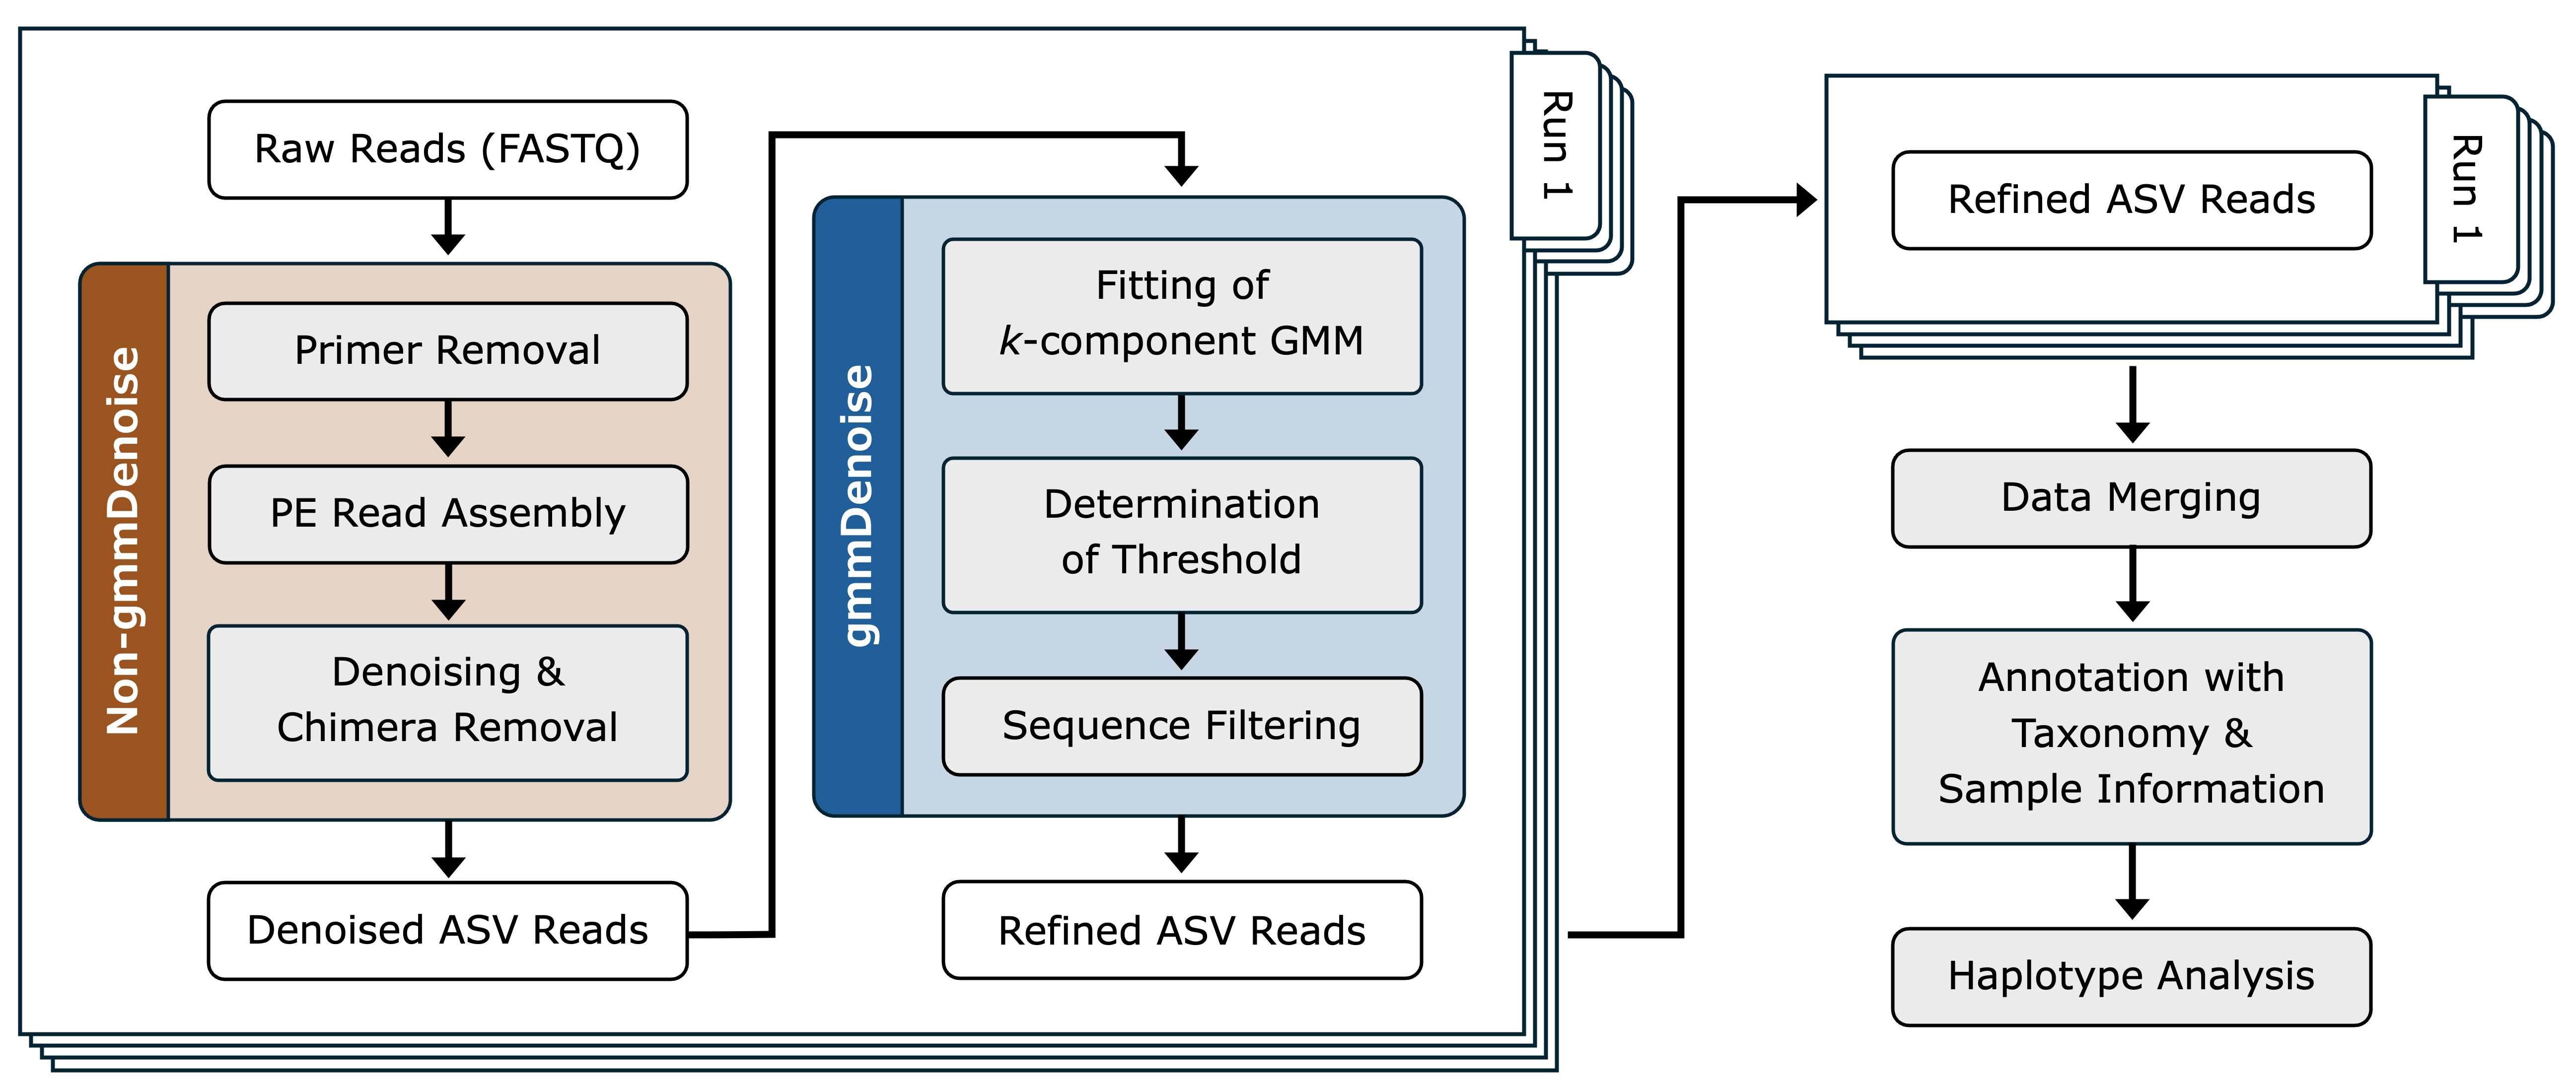 Raw Reads (FASTQ)
Non-gmmDenoise
Primer Removal
PE Read Assembly
Denoising &
Chimera Removal
Denoised ASV Reads
gmmDenoise
Fitting of
k-component GMM
Determination
of Threshold
Sequence Filtering
Refined ASV Reads
Run 1
Refined ASV Reads
Run 1
Data Merging
Annotation with
Taxonomy &
Sample Information
Haplotype Analysis